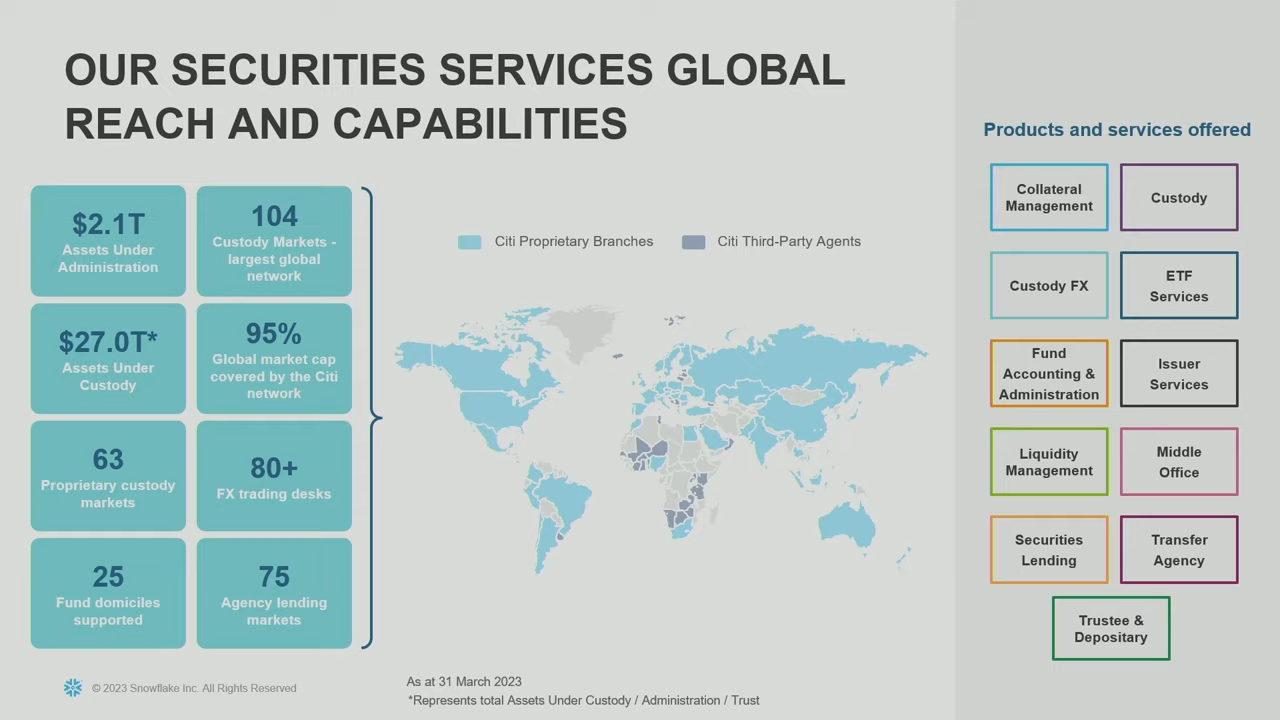 OUR SECURITIES SERVICES GLOBAL
REACH AND CAPABILITIES
$2.1T
Assets Under
Administration
104
Custody Markets -
largest global
network
$27.0T*
Assets Under
Custody
95%
Global market cap
covered by the Citi
network
63
Proprietary custody
markets
80+
FX trading desks
25
Fund domiciles
supported
75
Agency lending
markets
Citi Proprietary Branches
Citi Third-Party Agents
Products and services offered
Collateral
Management
Custody
Custody FX
ETF
Services
Fund
Accounting &
Administration
Issuer
Services
Liquidity
Management
Middle
Office
Securities
Lending
Transfer
Agency
Trustee &
Depositary
© 2023 Snowflake Inc. All Rights Reserved
As at 31 March 2023
*Represents total Assets Under Custody / Administration / Trust